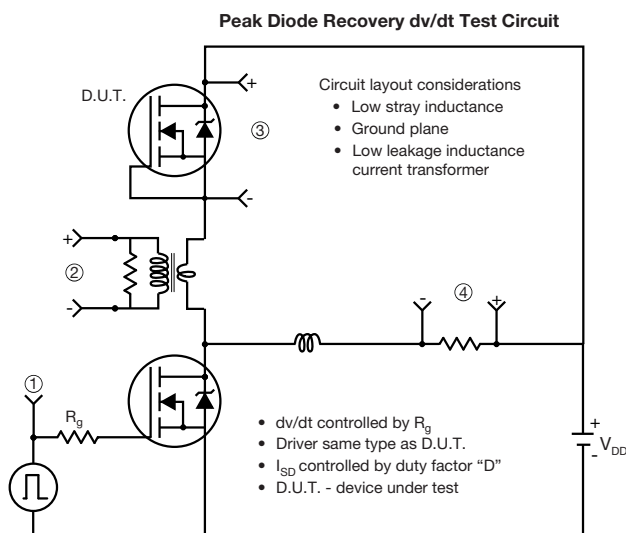 Peak Diode Recovery dv/dt Test Circuit
D.U.T.
+
-
③
Circuit layout considerations
• Low stray inductance
• Ground plane
• Low leakage inductance
current transformer
+
②
-
-
④
+
①
Rg
• dv/dt controlled by Rg
• Driver same type as D.U.T.
• ISD controlled by duty factor “D”
• D.U.T. - device under test
+
-
VDD